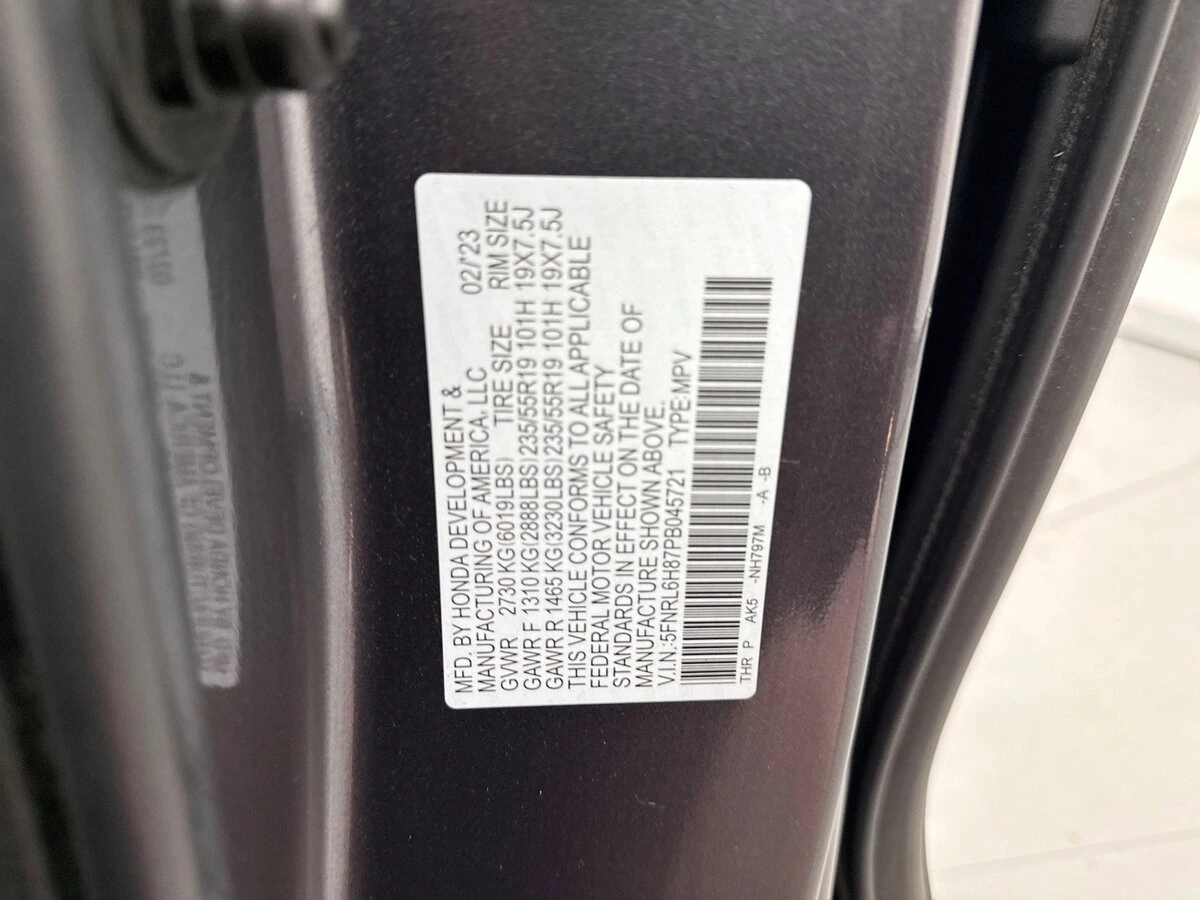 MFD. BY HONDA DEVELOPMENT &
MANUFACTURING OF AMERICA, LLC 02/'23
GVWR 2730 KG(6019LBS) TIRE SIZE RIM SIZE
GAWR F 1310 KG(2888LBS)235/55R19 101H 19X7.5J
GAWR R 1465 KG(3230LBS)235/55R19 101H 19X7.5J
THIS VEHICLE CONFORMS TO ALL APPLICABLE
FEDERAL MOTOR VEHICLE SAFETY
STANDARDS IN EFFECT ON THE DATE OF
MANUFACTURE SHOWN ABOVE.
V.I.N.:5FNRL6H87PB045721 TYPE:MPV
THR P AK5 -NH797M -A -B